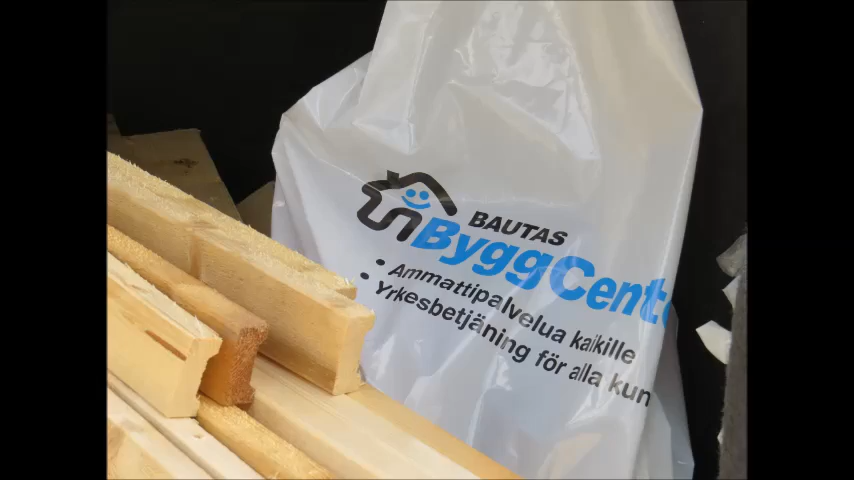 BAUTAS
ByggCent
• Ammattipalvelua kaikille
• Yrkesbetjäning för alla kun